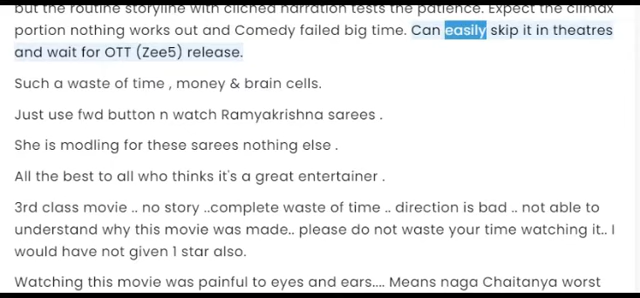 but the routine storyline with cliched narration tests the patience. Expect the climax
portion nothing works out and Comedy failed big time. Can easily skip it in theatres
and wait for OTT (Zee5) release.
Such a waste of time , money & brain cells.
Just use fwd button n watch Ramyakrishna sarees .
She is modling for these sarees nothing else .
All the best to all who thinks it's a great entertainer .
3rd class movie .. no story ..complete waste of time .. direction is bad .. not able to
understand why this movie was made.. please do not waste your time watching it.. I
would have not given 1 star also.
Watching this movie was painful to eyes and ears.... Means naga Chaitanya worst